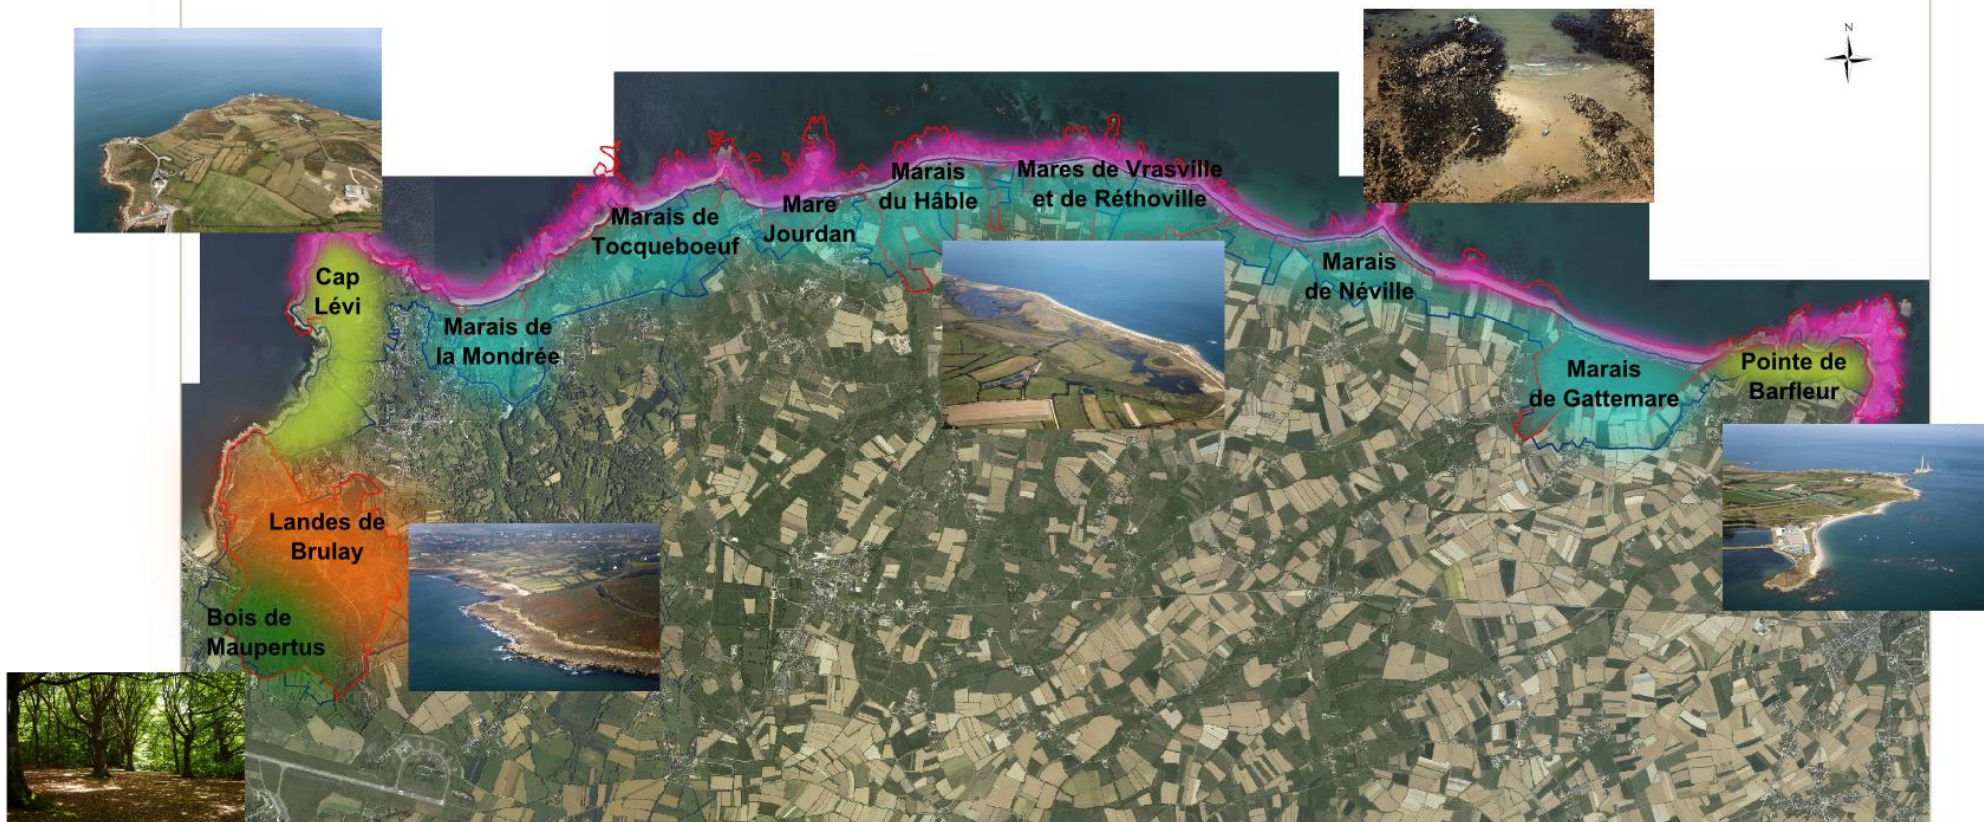 N
Cap
Lévi
Marais de
la Mondrée
Marais de
Tocqueboeuf
Mare
Jourdan
Marais
du Hâble
Mares de Vrasville
et de Réthoville
Marais
de Néville
Marais
de Gattemare
Pointe de
Barfleur
Landes de
Brulay
Bois de
Maupertus